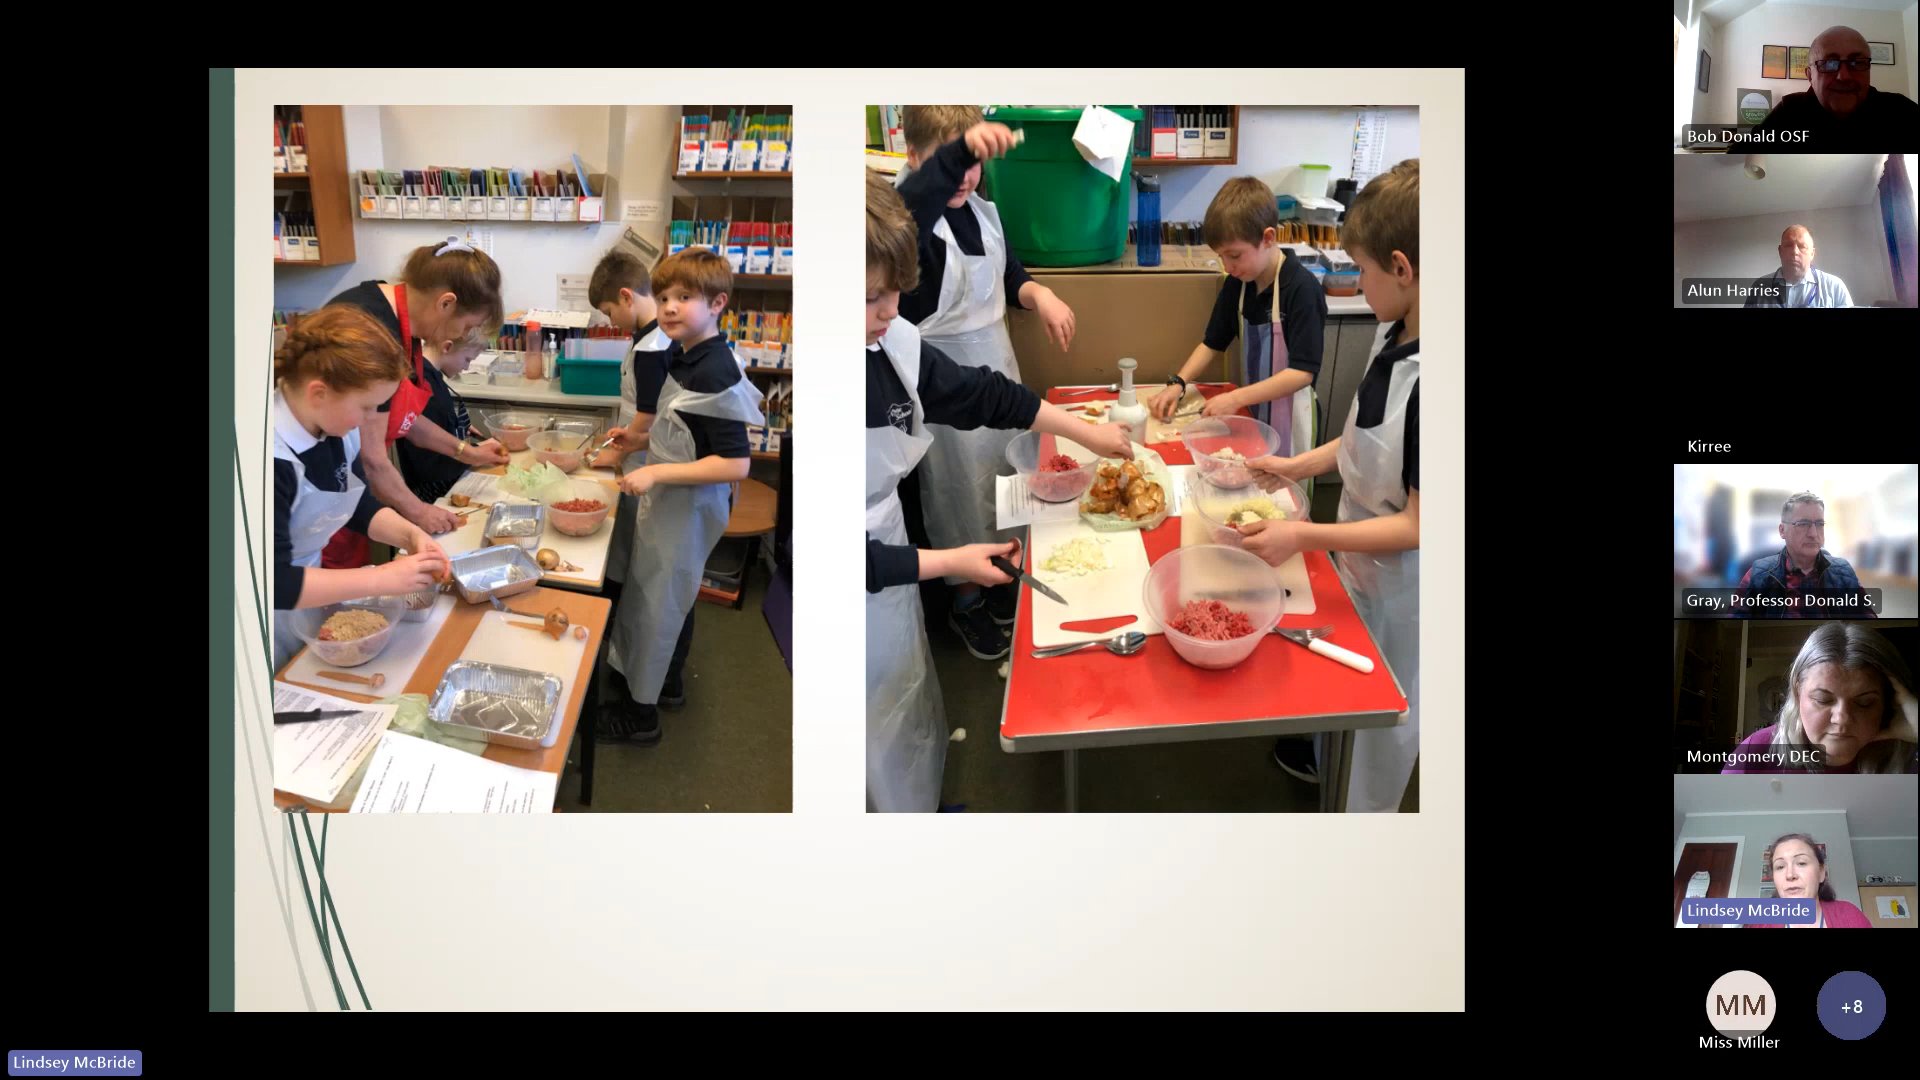 Bob Donald OSF
Alun Harries
Kirree
Gray, Professor Donald S.
Montgomery DEC
Lindsey McBride
MM
Miss Miller
+8
Lindsey McBride